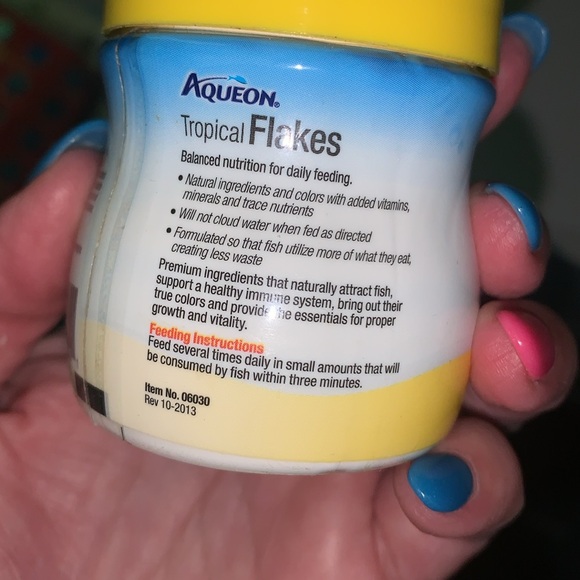 AQUEON®
Tropical Flakes
Balanced nutrition for daily feeding.
• Natural ingredients and colors with added vitamins,
minerals and trace nutrients
• Will not cloud water when fed as directed
• Formulated so that fish utilize more of what they eat,
creating less waste
Premium ingredients that naturally attract fish,
support a healthy immune system, bring out their
true colors and provide the essentials for proper
growth and vitality.
Feeding Instructions
Feed several times daily in small amounts that will
be consumed by fish within three minutes.
Item No. 06030
Rev 10-2013